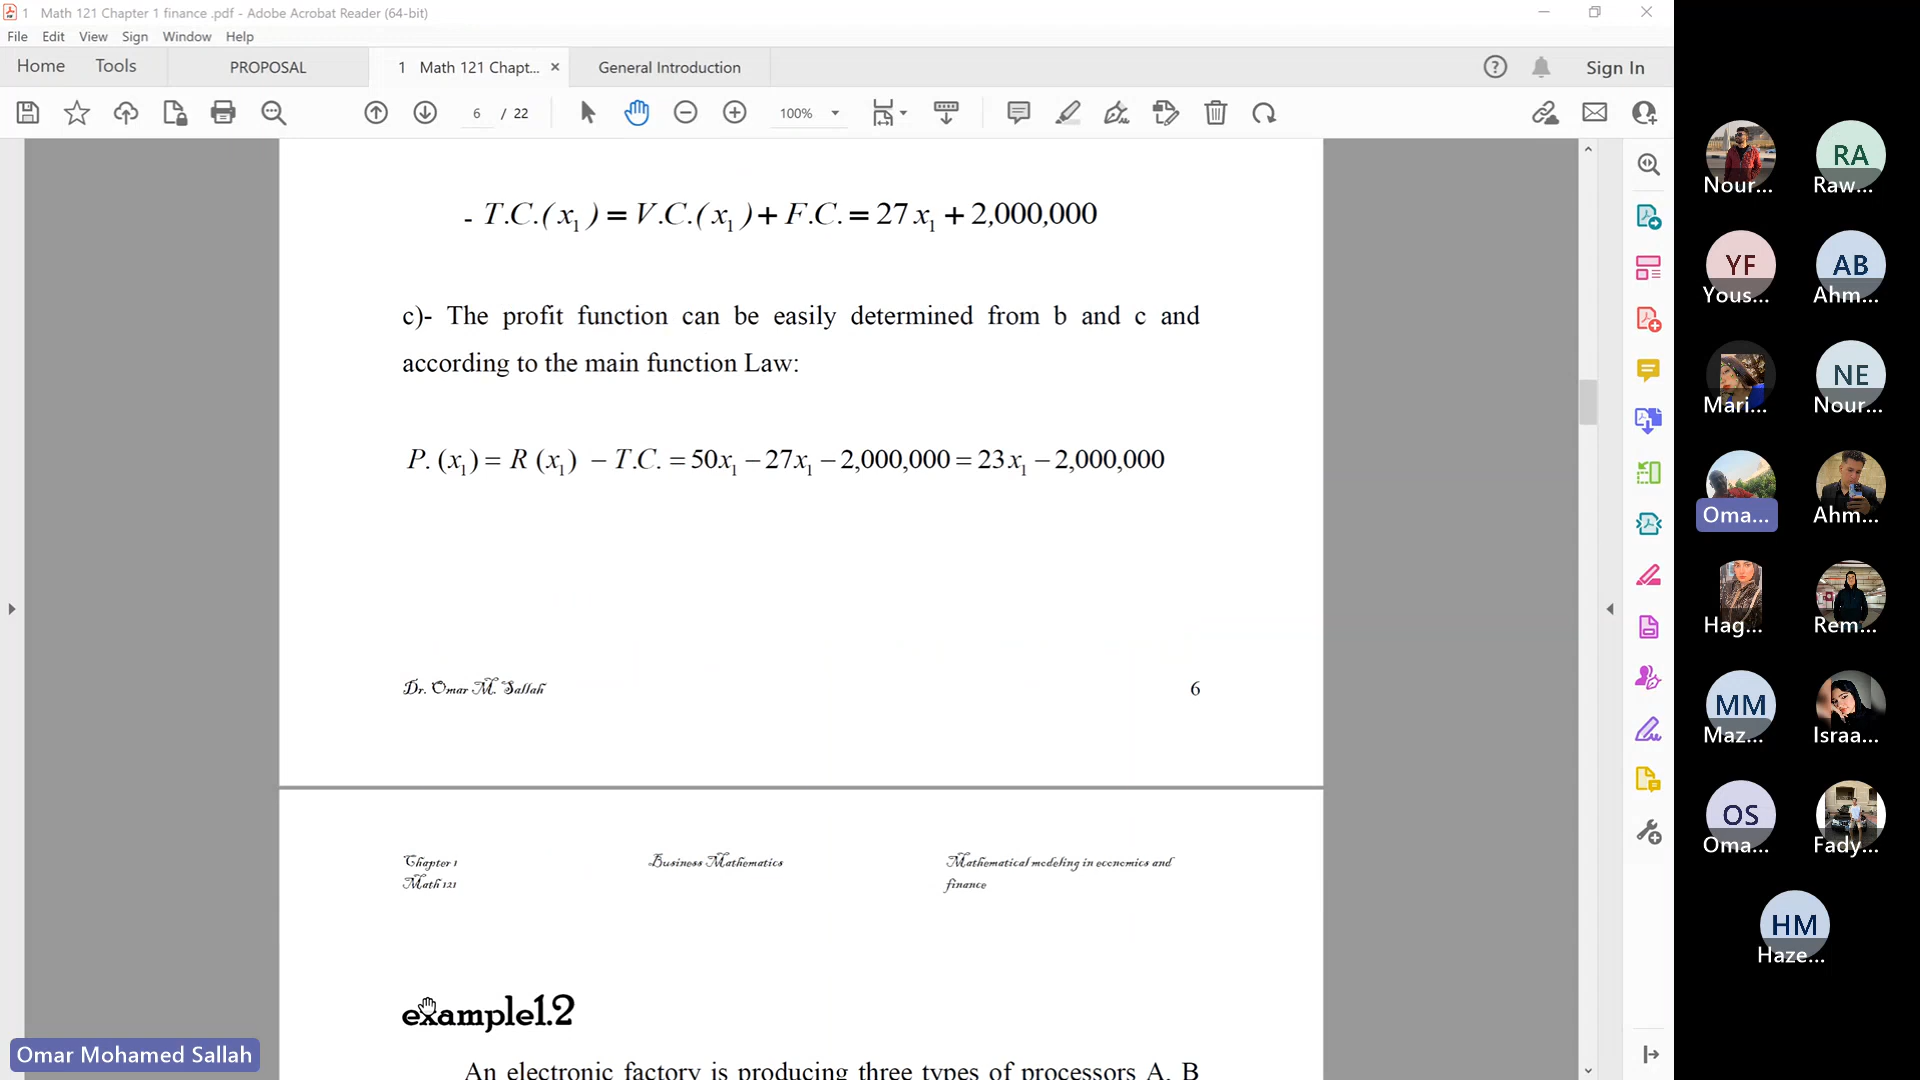 1 Math 121 Chapter 1 finance .pdf - Adobe Acrobat Reader (64-bit)
File Edit View Sign Window Help
Home Tools PROPOSAL 1 Math 121 Chapt... × General Introduction Sign In
6 / 22 100%
- T.C.(x₁) = V.C.(x₁) + F.C. = 27x₁ + 2,000,000
c)- The profit function can be easily determined from b and c and
according to the main function Law:
P.(x₁) = R (x₁) − T.C. = 50x₁ − 27x₁ − 2,000,000 = 23x₁ − 2,000,000
Dr. Omar M. Sallah 6
Chapter 1 Business Mathematics Mathematical modeling in economics and
Math 121 finance
example1.2
An electronic factory is producing three types of processors A, B
Omar Mohamed Sallah
RA
Nour... Raw...
YF AB
Yous... Ahm...
NE
Mari... Nour...
Oma... Ahm...
Hag... Rem...
MM
Maz... Israa...
OS
Oma... Fady...
HM
Haze...